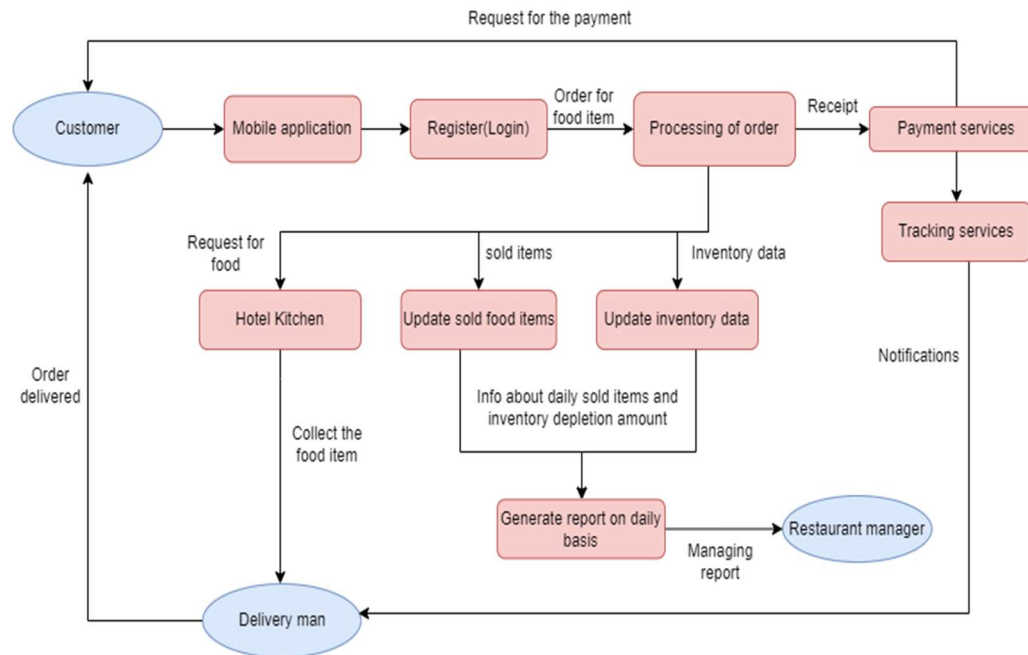 Request for the payment
Customer
Mobile application
Register(Login)
Order for
food item
Processing of order
Receipt
Payment services
Tracking services
Request for
food
sold items
Inventory data
Hotel Kitchen
Update sold food items
Update inventory data
Notifications
Order
delivered
Info about daily sold items and
inventory depletion amount
Collect the
food item
Generate report on daily
basis
Managing
report
Restaurant manager
Delivery man